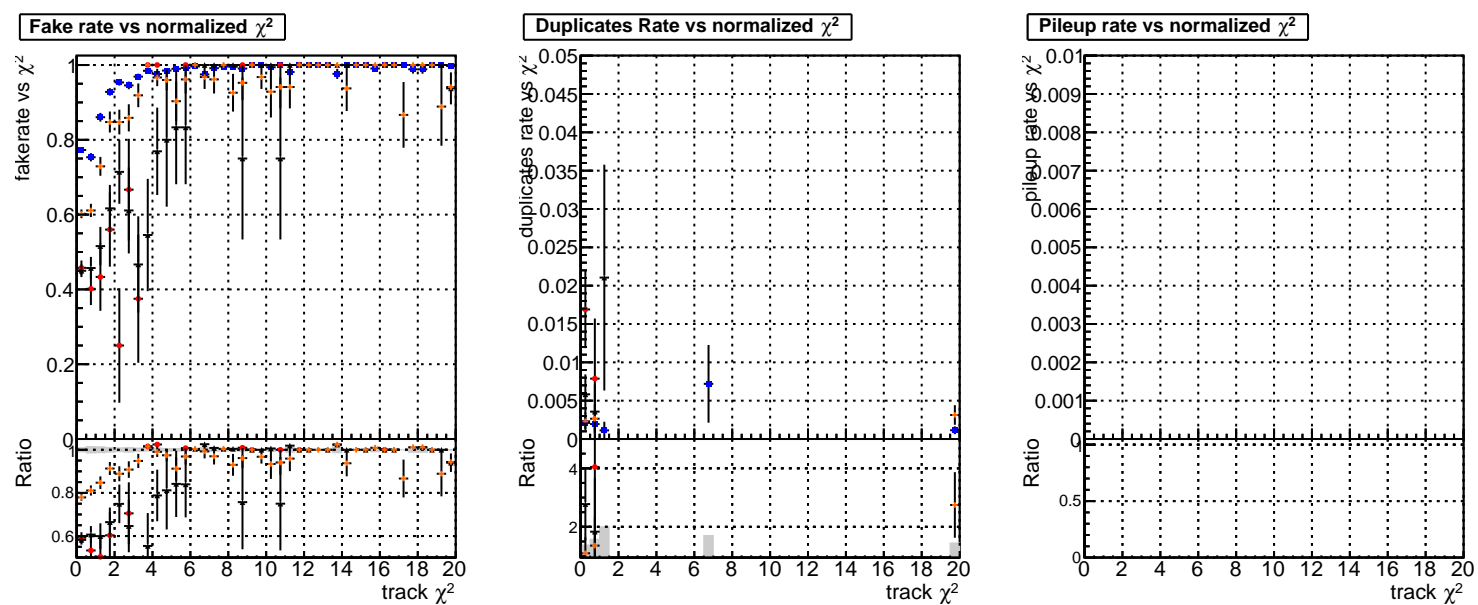 Fake rate vs normalized χ²
fakerate vs χ²
1
0.8
0.6
0.4
0.2
0
Ratio
1
0.8
0.6
0 2 4 6 8 10 12 14 16 18 20
track χ²
Duplicates Rate vs normalized χ²
duplicates rate vs χ²
0.05
0.045
0.04
0.035
0.03
0.025
0.02
0.015
0.01
0.005
0
Ratio
4
2
0 2 4 6 8 10 12 14 16 18 20
track χ²
Pileup rate vs normalized χ²
pileup rate vs χ²
0.01
0.009
0.008
0.007
0.006
0.005
0.004
0.003
0.002
0.001
0
Ratio
1
0.5
0
0 2 4 6 8 10 12 14 16 18 20
track χ²